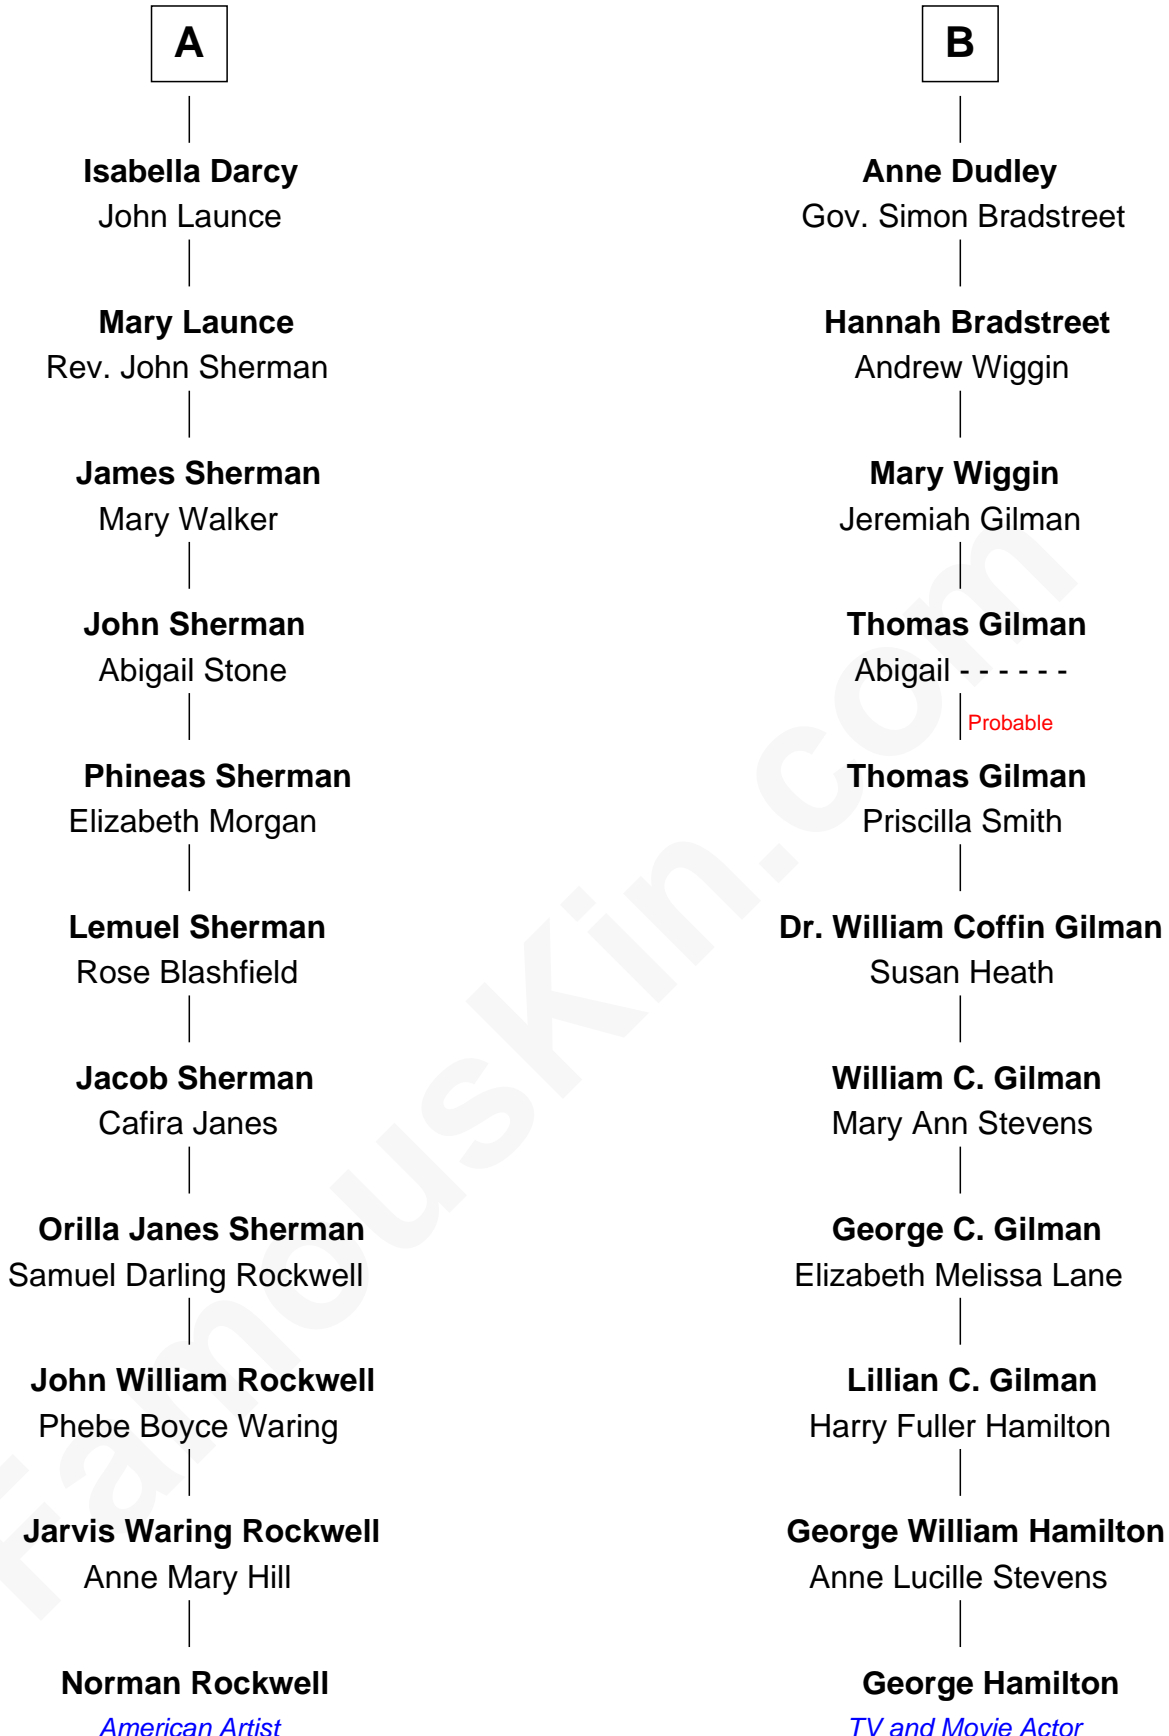 A
Isabella Darcy
John Launce
Mary Launce
Rev. John Sherman
James Sherman
Mary Walker
John Sherman
Abigail Stone
Phineas Sherman
Elizabeth Morgan
Lemuel Sherman
Rose Blashfield
Jacob Sherman
Cafira Janes
Orilla Janes Sherman
Samuel Darling Rockwell
John William Rockwell
Phebe Boyce Waring
Jarvis Waring Rockwell
Anne Mary Hill
Norman Rockwell
American Artist
B
Anne Dudley
Gov. Simon Bradstreet
Hannah Bradstreet
Andrew Wiggin
Mary Wiggin
Jeremiah Gilman
Thomas Gilman
Abigail - - - - - -
Probable
Thomas Gilman
Priscilla Smith
Dr. William Coffin Gilman
Susan Heath
William C. Gilman
Mary Ann Stevens
George C. Gilman
Elizabeth Melissa Lane
Lillian C. Gilman
Harry Fuller Hamilton
George William Hamilton
Anne Lucille Stevens
George Hamilton
TV and Movie Actor
FamousKin.com